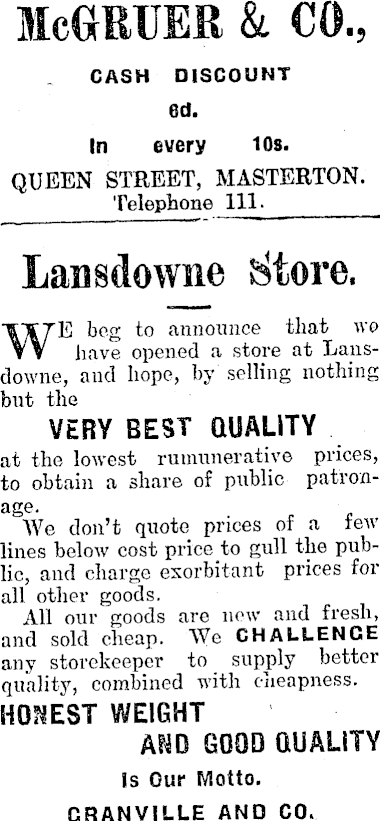 McGRUER & CO.,
CASH DISCOUNT
6d.
In every 10s.
QUEEN STREET, MASTERTON.
Telephone 111.
Lansdowne Store.
WE beg to announce that we
have opened a store at Lans-
downe, and hope, by selling nothing
but the
VERY BEST QUALITY
at the lowest rumunerative prices,
to obtain a share of public patron-
age.
We don't quote prices of a few
lines below cost price to gull the pub-
lic, and charge exorbitant prices for
all other goods.
All our goods are new and fresh,
and sold cheap. We CHALLENGE
any storekeeper to supply better
quality, combined with cheapness.
HONEST WEIGHT
AND GOOD QUALITY
Is Our Motto.
GRANVILLE AND CO.